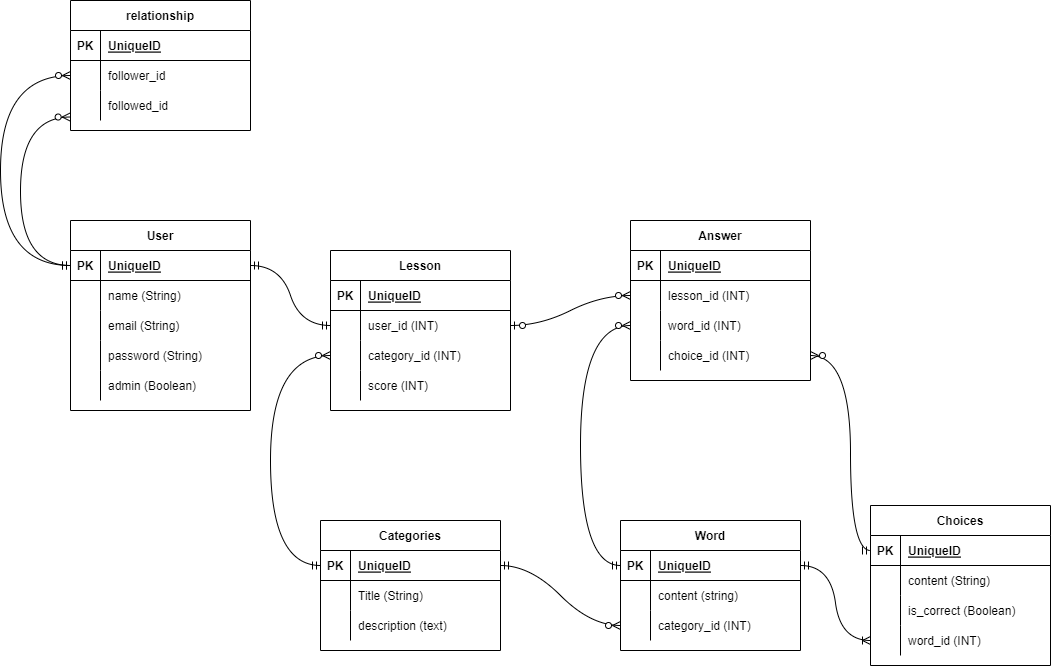 relationship
PK UniqueID
follower_id
followed_id
User
PK UniqueID
name (String)
email (String)
password (String)
admin (Boolean)
Lesson
PK UniqueID
user_id (INT)
category_id (INT)
score (INT)
Answer
PK UniqueID
lesson_id (INT)
word_id (INT)
choice_id (INT)
Categories
PK UniqueID
Title (String)
description (text)
Word
PK UniqueID
content (string)
category_id (INT)
Choices
PK UniqueID
content (String)
is_correct (Boolean)
word_id (INT)